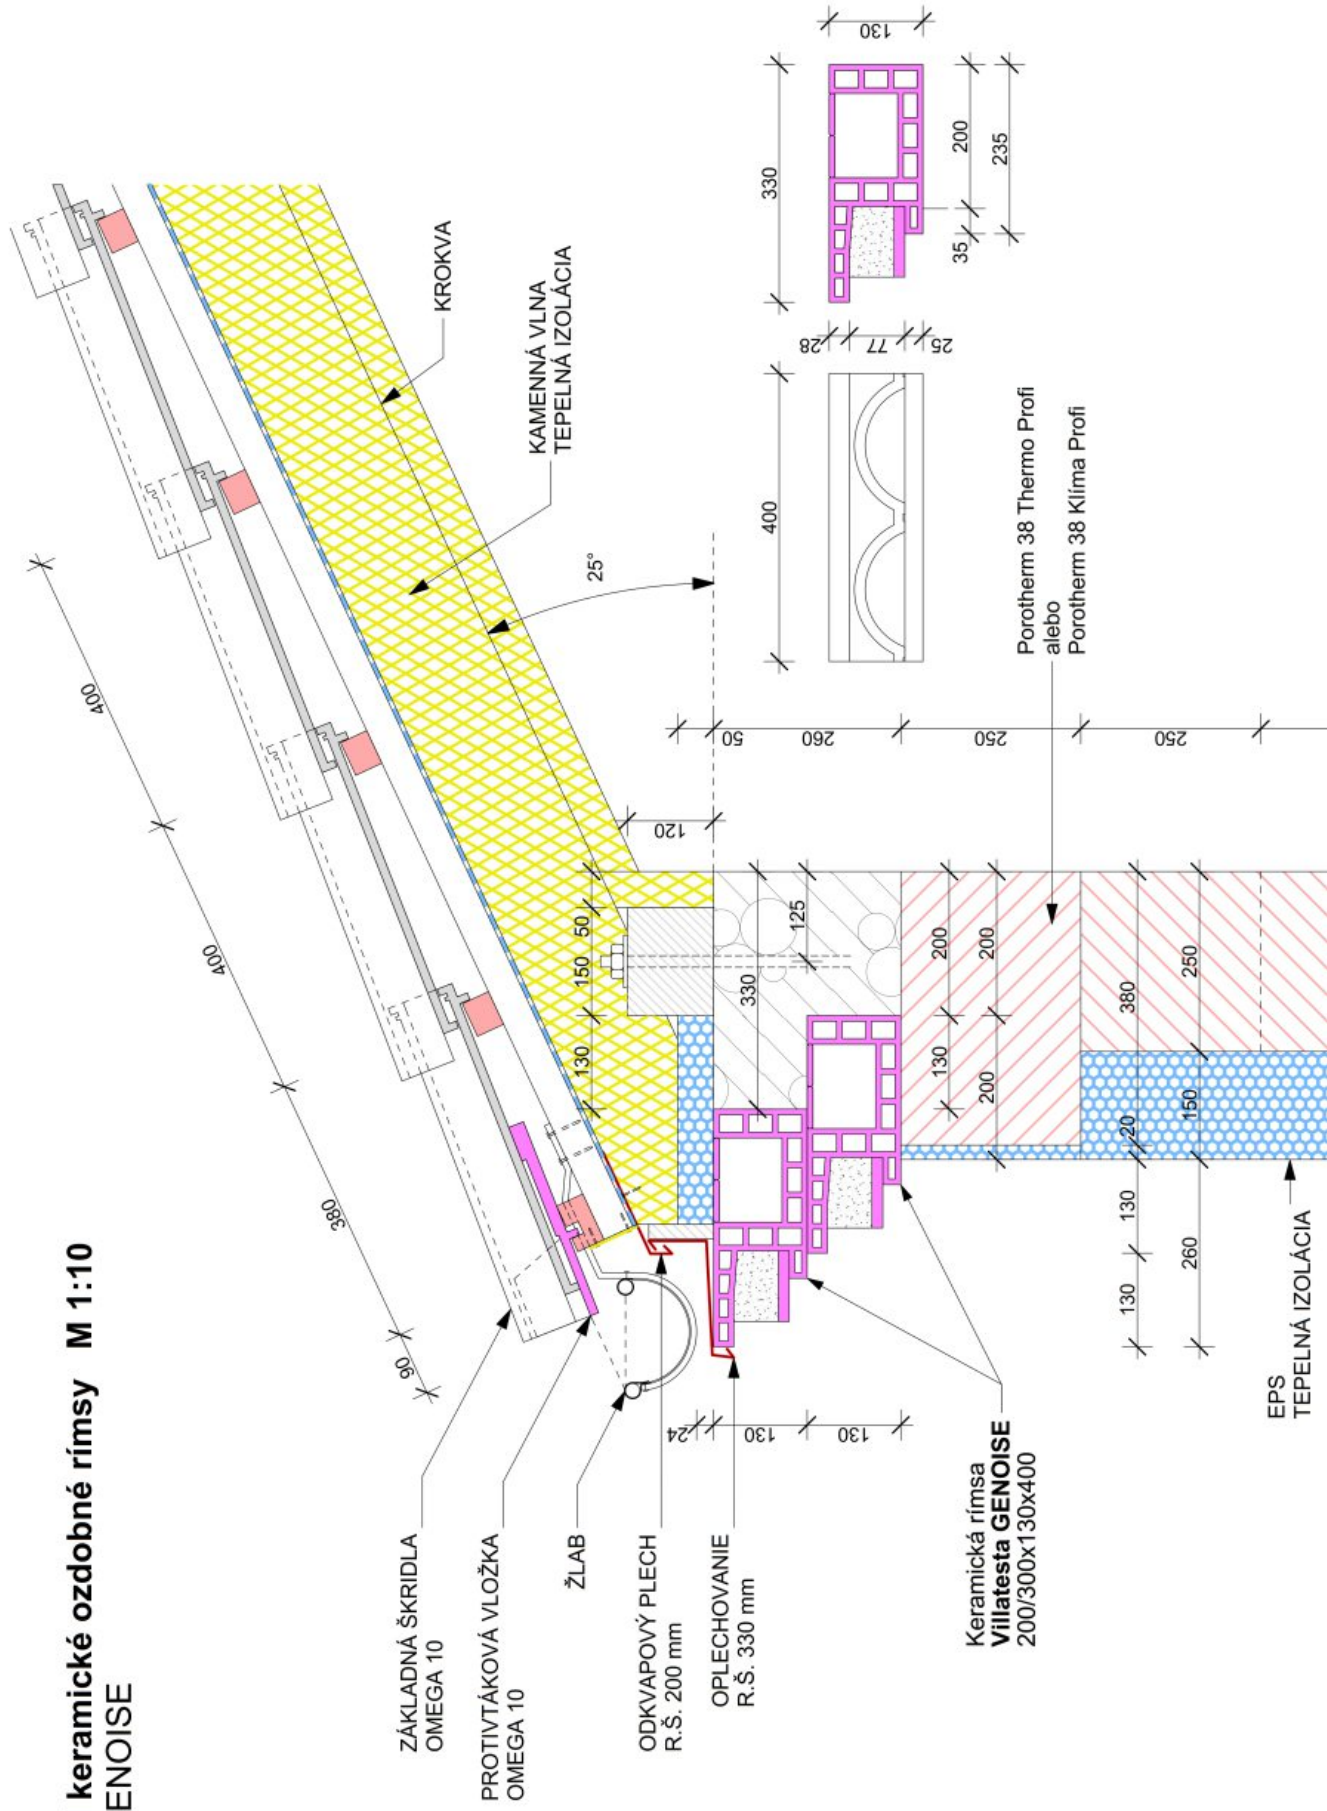 keramické ozdobné rímsy M 1:10
ENOISE
ZÁKLADNÁ ŠKRIDLA
OMEGA 10
PROTIVTÁKOVÁ VLOŽKA
OMEGA 10
ŽLAB
ODKVAPOVÝ PLECH
R.Š. 200 mm
OPLECHOVANIE
R.Š. 330 mm
Keramická rímsa
Villatesta GENOISE
200/300x130x400
EPS
TEPELNÁ IZOLÁCIA
KROKVA
KAMENNÁ VLNA
TEPELNÁ IZOLÁCIA
Porotherm 38 Thermo Profi
alebo
Porotherm 38 Klíma Profi
25°
90
380
400
400
24
130
130
130
150
50
120
330
125
50
260
250
250
200
130
200
200
380
20
130
130
250
150
260
400
28
77
25
330
130
200
35
235